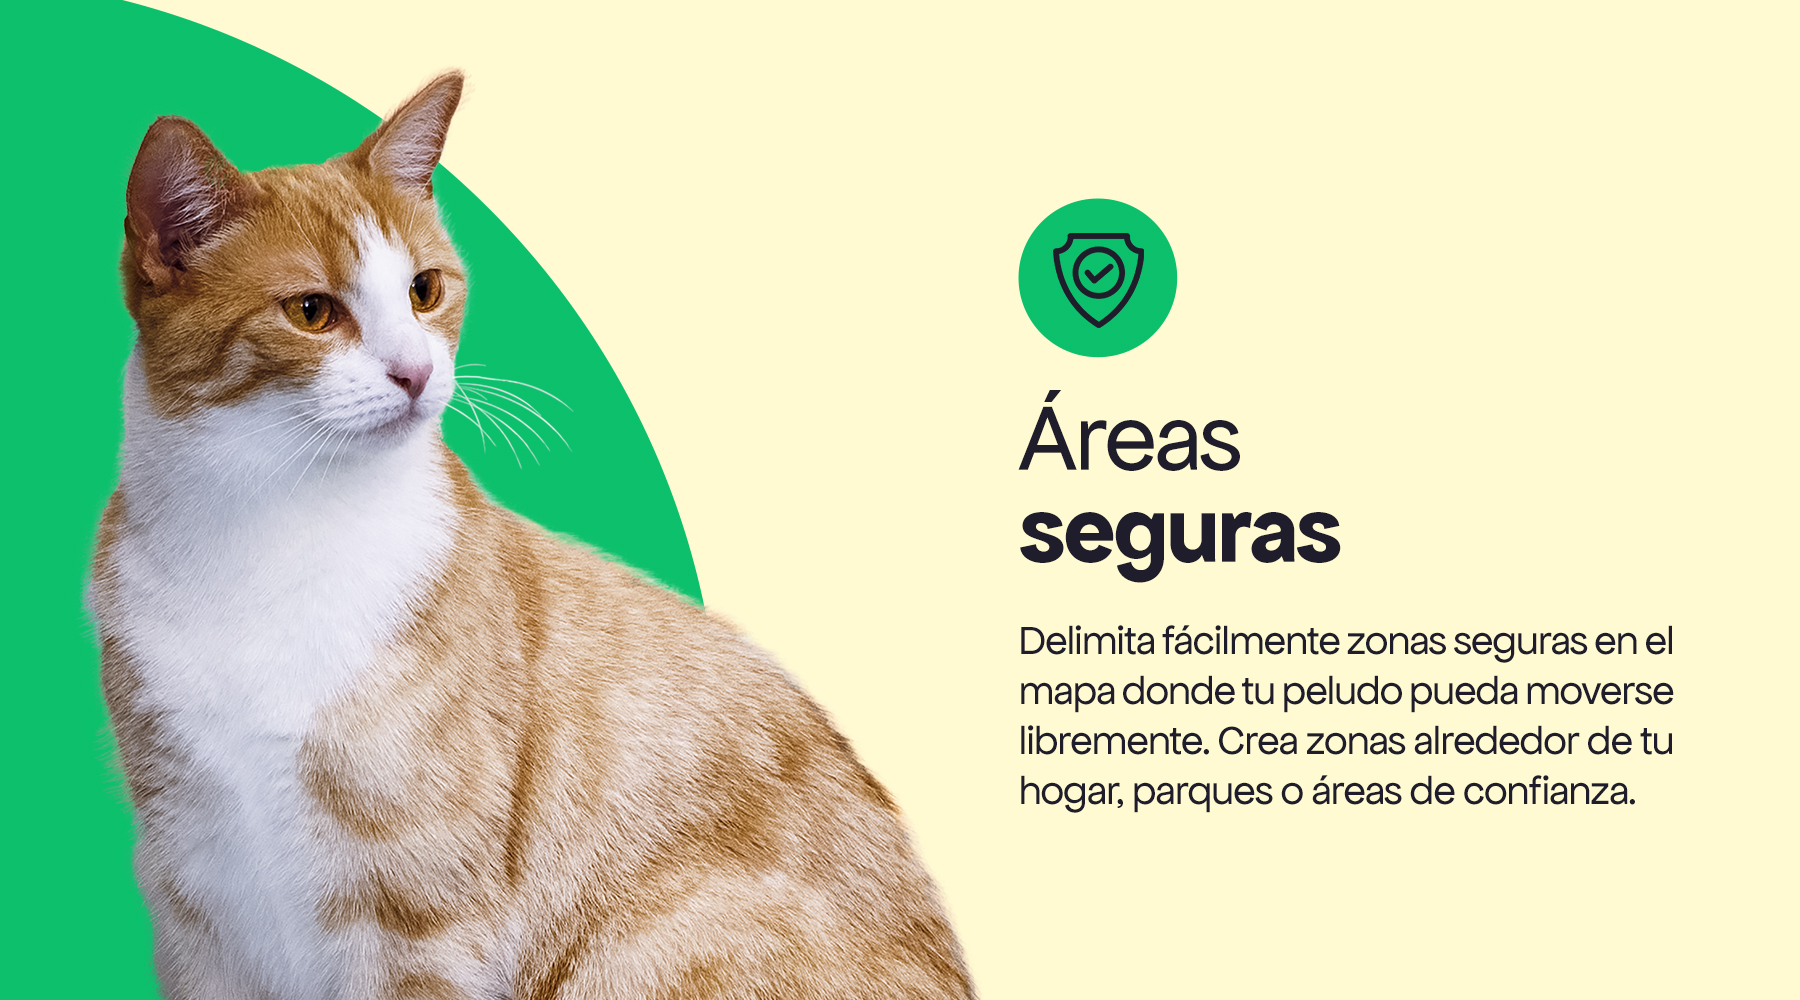 Áreas
seguras
Delimita fácilmente zonas seguras en el
mapa donde tu peludo pueda moverse
libremente. Crea zonas alrededor de tu
hogar, parques o áreas de confianza.